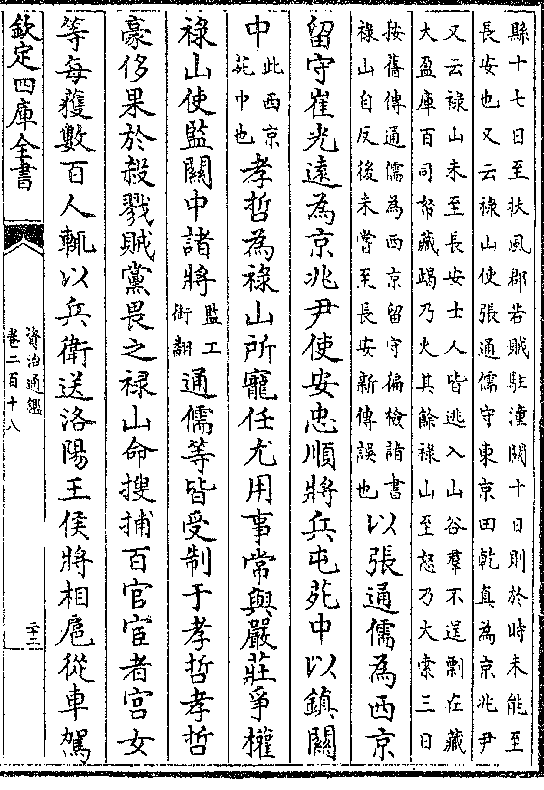 縣十七日至扶風郡若賊駐潼關十日則於時未能至
長安也又云祿山使張通儒守東京田乾真為京兆尹
又云祿山未至長安士人皆逃入山谷羣不逞剽左藏
大盈庫百司帑藏竭乃火其餘祿山至怒乃大索三日
按舊傳通儒為西京留守徧檢諸書
祿山自反後未嘗至長安新傳誤也
以張通儒為西京
留守崔光遠為京兆尹使安忠順將兵屯苑中以鎮關
中
此西京
苑中也
孝哲為祿山所寵任尤用事常與嚴莊爭權
祿山使監關中諸將
監工
銜翻
通儒等皆受制于孝哲孝哲
豪侈果於殺戮賊黨畏之祿山命搜捕百官宦者宫女
等每獲數百人輒以兵衛送洛陽王侯將相扈從車駕
欽定四庫全書
資治通鑑
卷二百十八
二十三